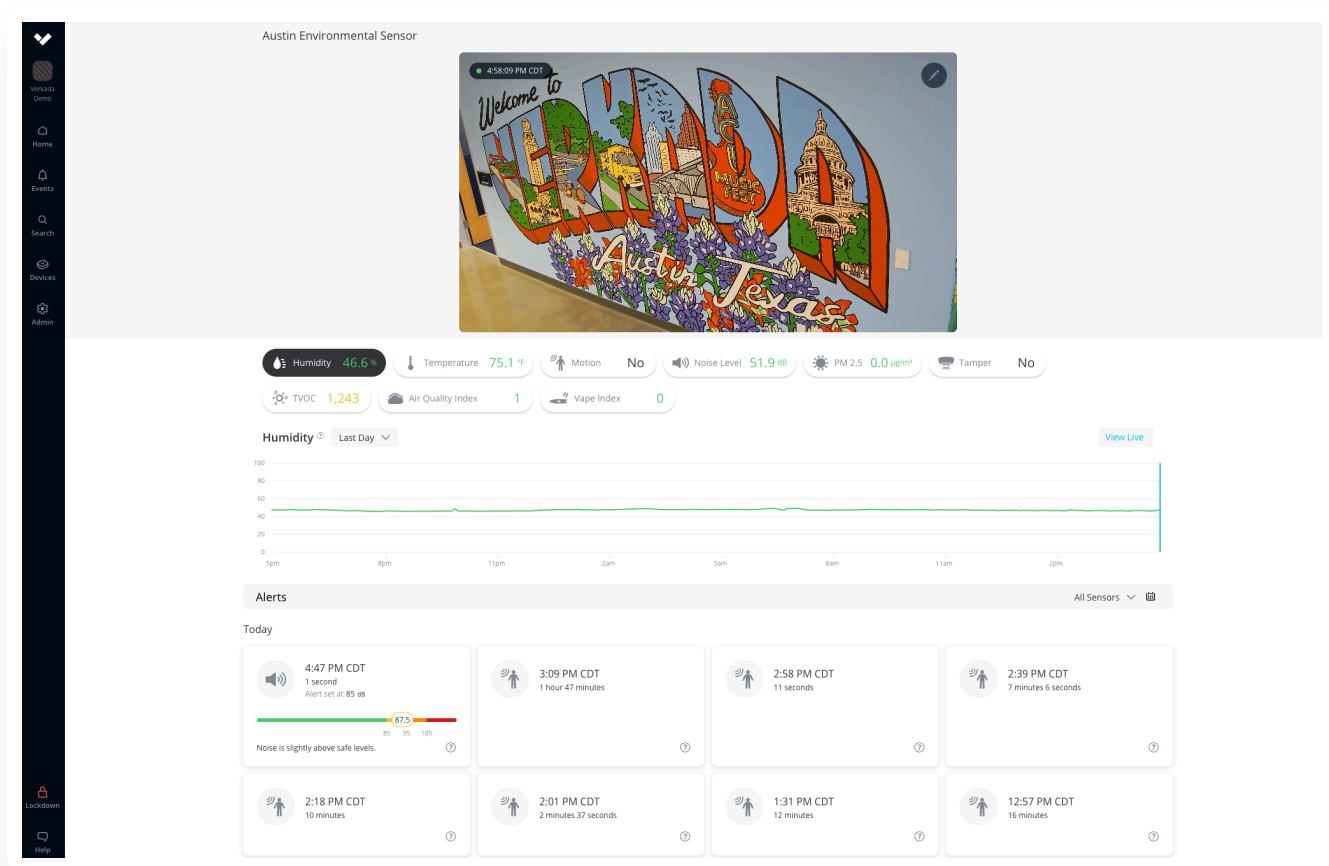 Austin Environmental Sensor
4:58:09 PM CDT
Welcome to
VERKADA
ACL
MUSIC
FEST
Austin Texas
Verkada
Demo
Home
Events
Search
Devices
Admin
Lockdown
Help
Humidity 46.6 %
Temperature 75.1 °F
Motion No
Noise Level 51.9 dB
PM 2.5 0.0 µg/m³
Tamper No
TVOC 1,243
Air Quality Index 1
Vape Index 0
Humidity ? Last Day
View Live
100
80
60
40
20
0
5pm 8pm 11pm 2am 5am 8am 11am 2pm
Alerts
All Sensors
Today
4:47 PM CDT
1 second
Alert set at 85 dB
87.5
85 95 105
Noise is slightly above safe levels. ?
3:09 PM CDT
1 hour 47 minutes
?
2:58 PM CDT
11 seconds
?
2:39 PM CDT
7 minutes 6 seconds
?
2:18 PM CDT
10 minutes
?
2:01 PM CDT
2 minutes 37 seconds
?
1:31 PM CDT
12 minutes
?
12:57 PM CDT
16 minutes
?